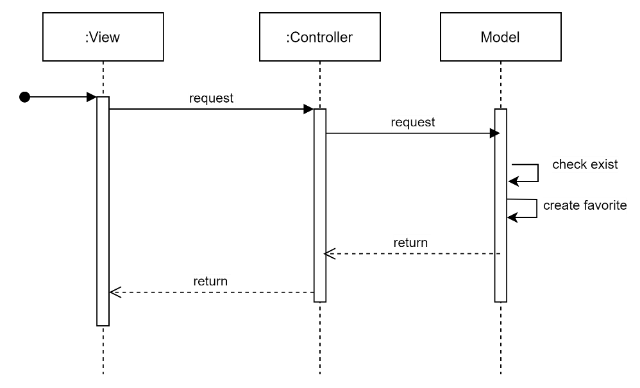 :View
:Controller
Model
request
request
check exist
create favorite
return
return